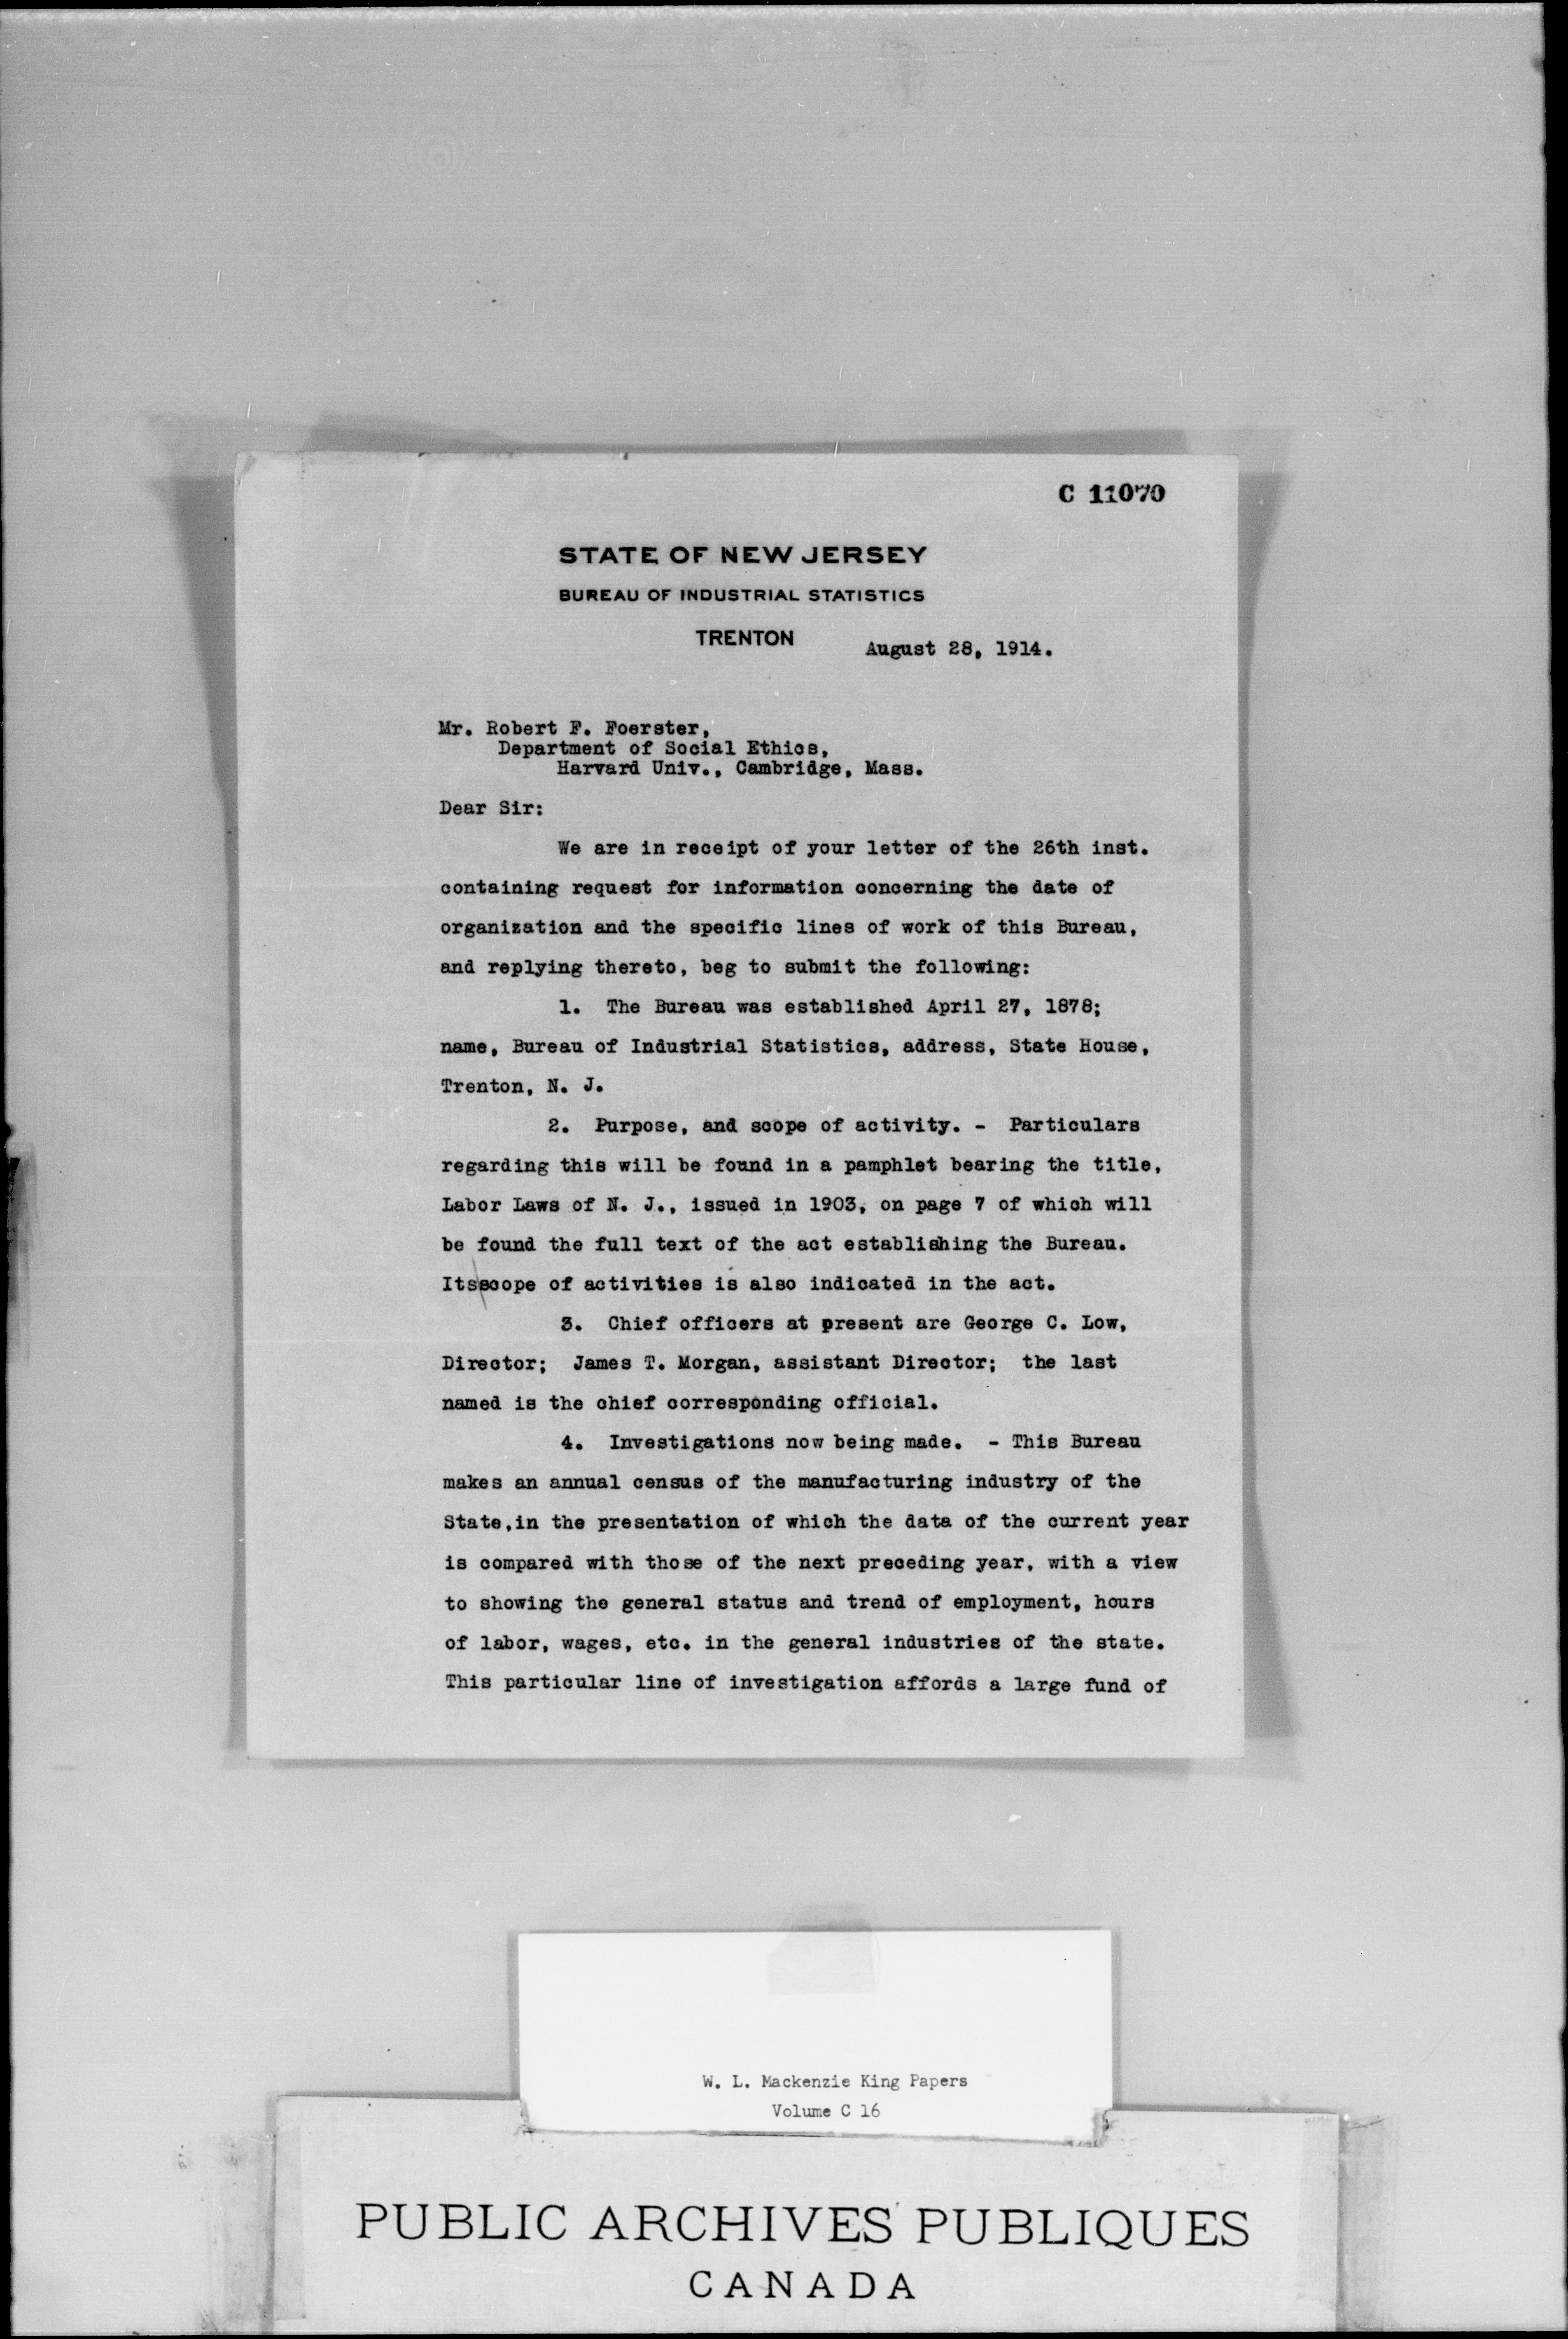 C 11070
STATE OF NEW JERSEY
BUREAU OF INDUSTRIAL STATISTICS
TRENTON
August 28, 1914.
Mr. Robert F. Foerster,
Department of Social Ethics,
Harvard Univ., Cambridge, Mass.
Dear Sir:
We are in receipt of your letter of the 26th inst.
containing request for information concerning the date of
organization and the specific lines of work of this Bureau,
and replying thereto, beg to submit the following:
1. The Bureau was established April 27, 1878;
name, Bureau of Industrial Statistics, address, State House,
Trenton, N. J.
2. Purpose, and scope of activity. - Particulars
regarding this will be found in a pamphlet bearing the title,
Labor Laws of N. J., issued in 1903, on page 7 of which will
be found the full text of the act establishing the Bureau.
Itsscope of activities is also indicated in the act.
3. Chief officers at present are George C. Low,
Director; James T. Morgan, assistant Director; the last
named is the chief corresponding official.
4. Investigations now being made. - This Bureau
makes an annual census of the manufacturing industry of the
State,in the presentation of which the data of the current year
is compared with those of the next preceding year, with a view
to showing the general status and trend of employment, hours
of labor, wages, etc. in the general industries of the state.
This particular line of investigation affords a large fund of
W. L. Mackenzie King Papers
Volume C 16
PUBLIC ARCHIVES PUBLIQUES
CANADA